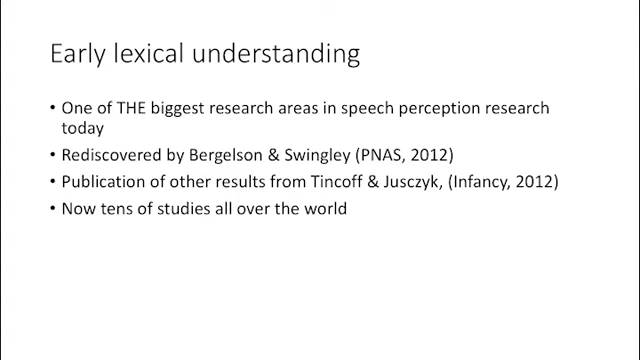 Early lexical understanding
• One of THE biggest research areas in speech perception research
today
• Rediscovered by Bergelson & Swingley (PNAS, 2012)
• Publication of other results from Tincoff & Jusczyk, (Infancy, 2012)
• Now tens of studies all over the world